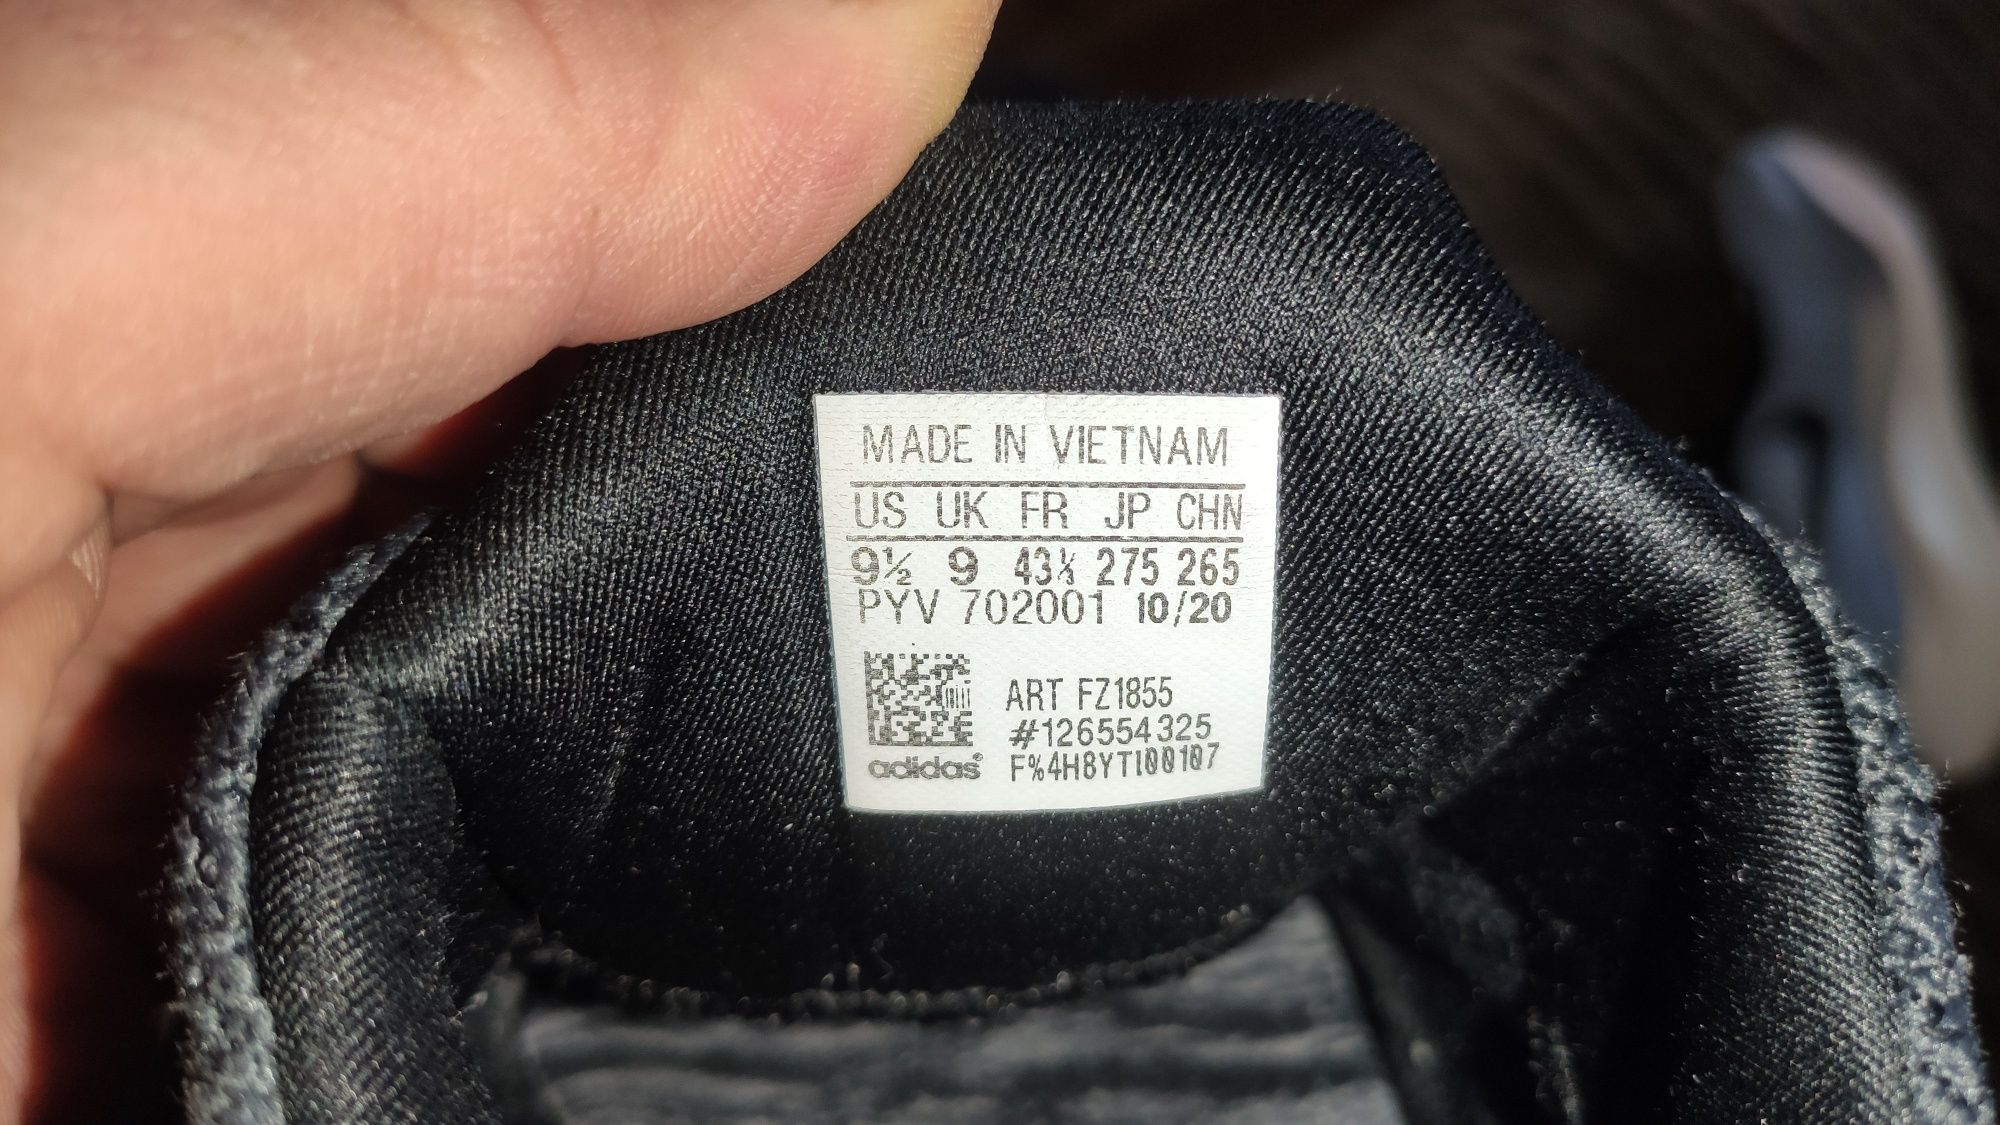 MADE IN VIETNAM
US UK FR JP CHN
9½ 9 43⅓ 275 265
PYV 702001 10/20
ART FZ1855
#126554325
adidas® F%4H8YTI00107